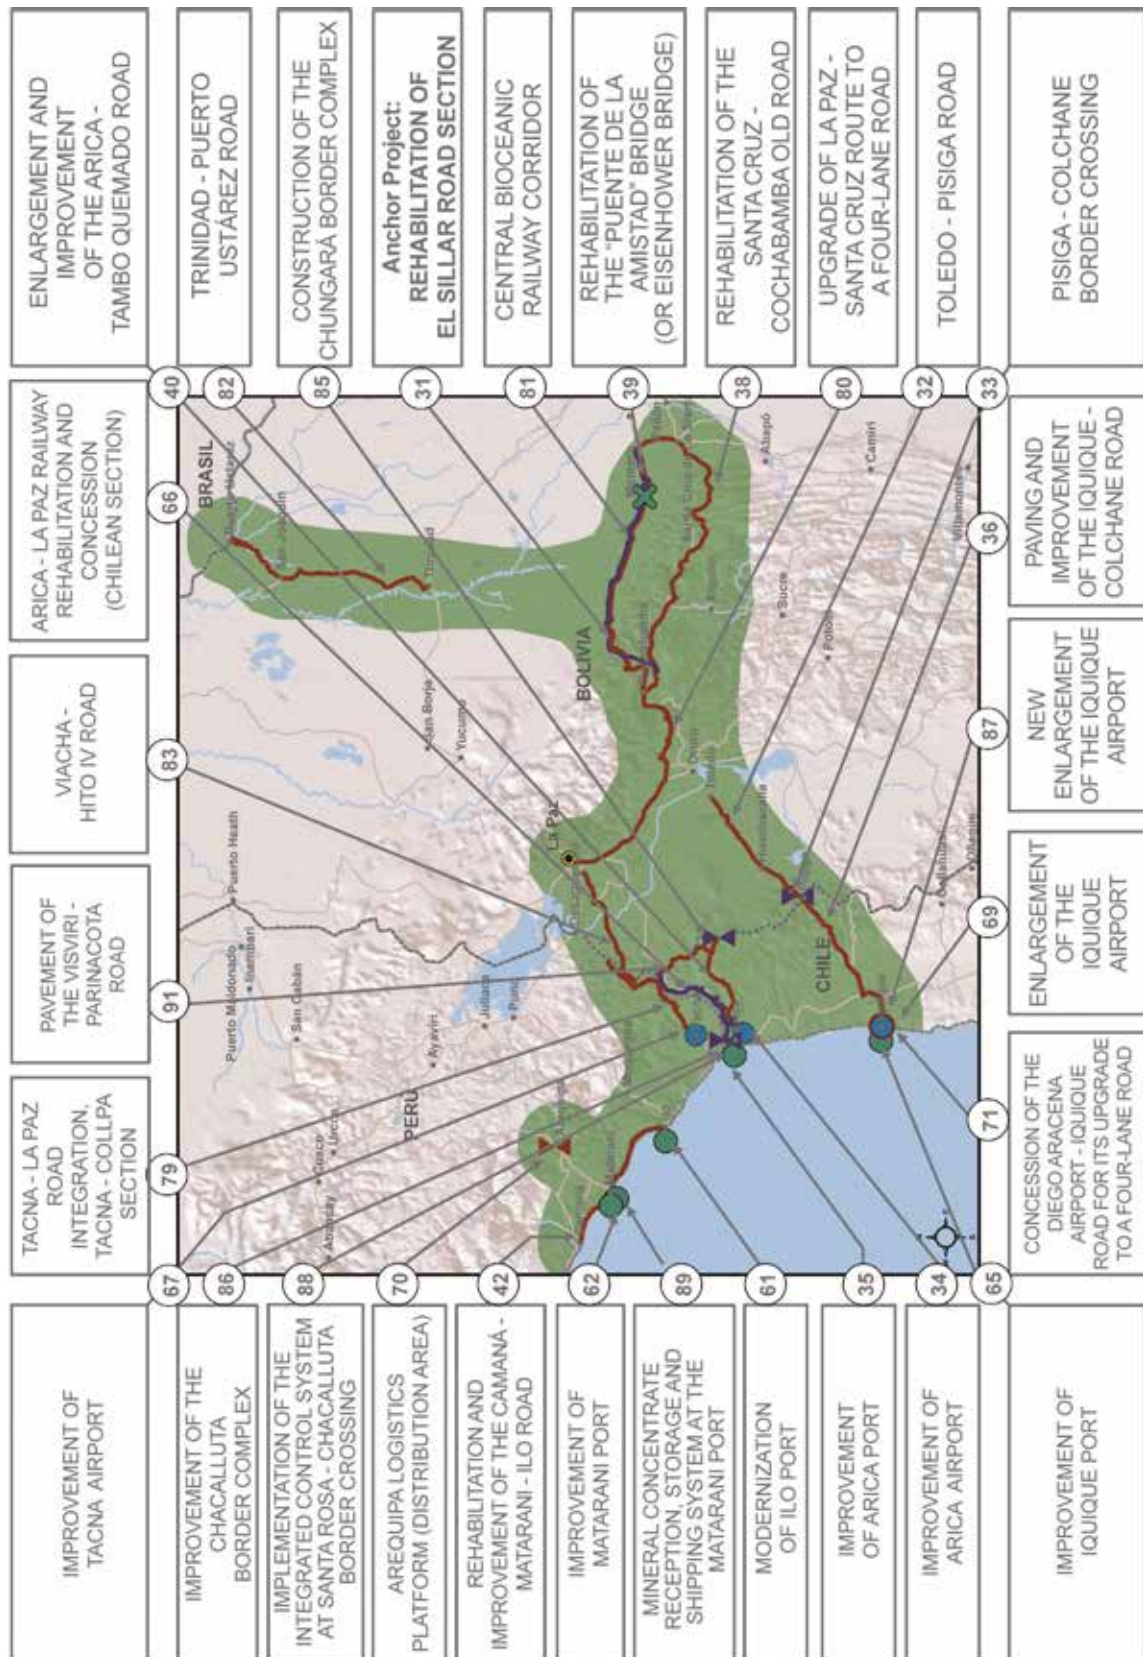 IMPROVEMENT OF
TACNA AIRPORT
67
TACNA - LA PAZ
ROAD
INTEGRATION,
TACNA - COLLPA
SECTION
79
PAVEMENT OF
THE VISVIRI -
PARINACOTA
ROAD
91
VIACHA -
HITO IV ROAD
83
ARICA - LA PAZ RAILWAY
REHABILITATION AND
CONCESSION
(CHILEAN SECTION)
66
ENLARGEMENT AND
IMPROVEMENT
OF THE ARICA -
TAMBO QUEMADO ROAD
40
IMPROVEMENT OF THE
CHACALLUTA
BORDER COMPLEX
86
IMPLEMENTATION OF THE
INTEGRATED CONTROL SYSTEM
AT SANTA ROSA - CHACALLUTA
BORDER CROSSING
88
AREQUIPA LOGISTICS
PLATFORM (DISTRIBUTION AREA)
70
REHABILITATION AND
IMPROVEMENT OF THE CAMANÁ -
MATARANI - ILO ROAD
42
IMPROVEMENT OF
MATARANI PORT
62
MINERAL CONCENTRATE
RECEPTION, STORAGE AND
SHIPPING SYSTEM AT THE
MATARANI PORT
89
MODERNIZATION
OF ILO PORT
61
IMPROVEMENT
OF ARICA PORT
35
IMPROVEMENT OF
ARICA AIRPORT
34
IMPROVEMENT OF
IQUIQUE PORT
65
BRASIL
Puerto Maldonado
Puerto Heath
Inambari
San Gabán
Cusco
Urcos
Abancay
Ayaviri
PERÚ
Juliaca
San Borja
Yucumo
Trinidad
La Paz
BOLIVIA
Oruro
Sucre
Potosí
Abapó
Camiri
Villamontes
CHILE
82
TRINIDAD - PUERTO
USTÁREZ ROAD
85
CONSTRUCTION OF THE
CHUNGARÁ BORDER COMPLEX
31
Anchor Project:
REHABILITATION OF
EL SILLAR ROAD SECTION
81
CENTRAL BIOCEANIC
RAILWAY CORRIDOR
39
REHABILITATION OF
THE "PUENTE DE LA
AMISTAD" BRIDGE
(OR EISENHOWER BRIDGE)
38
REHABILITATION OF THE
SANTA CRUZ -
COCHABAMBA OLD ROAD
80
UPGRADE OF LA PAZ -
SANTA CRUZ ROUTE TO
A FOUR-LANE ROAD
32
TOLEDO - PISIGA ROAD
33
PISIGA - COLCHANE
BORDER CROSSING
71
CONCESSION OF THE
DIEGO ARACENA
AIRPORT - IQUIQUE
ROAD FOR ITS UPGRADE
TO A FOUR-LANE ROAD
69
ENLARGEMENT
OF THE
IQUIQUE
AIRPORT
87
NEW
ENLARGEMENT
OF THE IQUIQUE
AIRPORT
36
PAVING AND
IMPROVEMENT
OF THE IQUIQUE -
COLCHANE ROAD